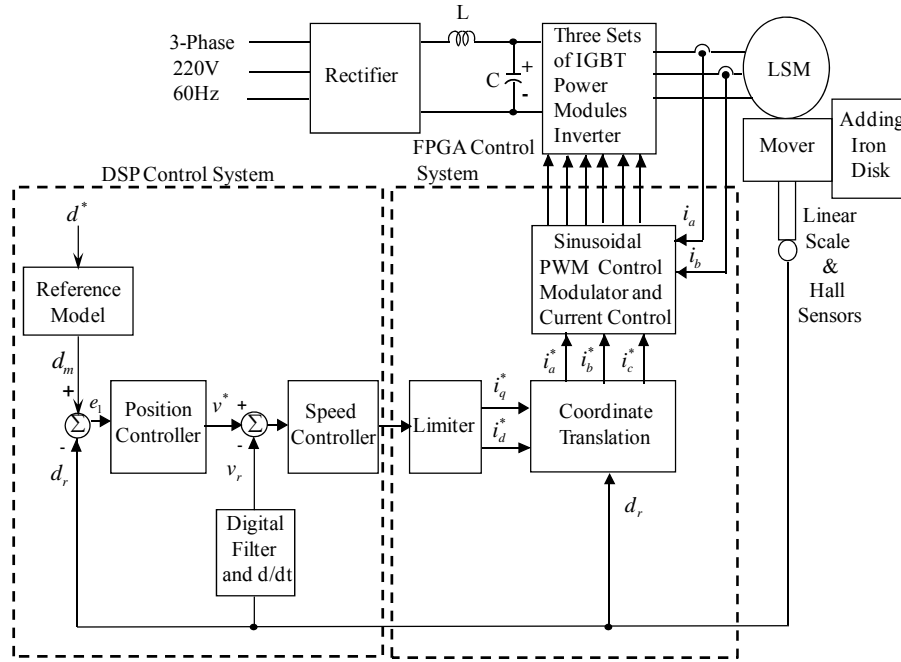 3-Phase
220V
60Hz
Rectifier
L
C
+
-
Three Sets
of IGBT
Power
Modules
Inverter
LSM
Mover
Adding
Iron
Disk
Linear
Scale
&
Hall
Sensors
DSP Control System
FPGA Control
System
d*
Reference
Model
d_m
+
Σ
-
d_r
e_1
Position
Controller
v*
+
Σ
-
v_r
Speed
Controller
Digital
Filter
and d/dt
Limiter
i_q^*
i_d^*
Coordinate
Translation
d_r
i_a^*
i_b^*
i_c^*
Sinusoidal
PWM Control
Modulator and
Current Control
i_a
i_b